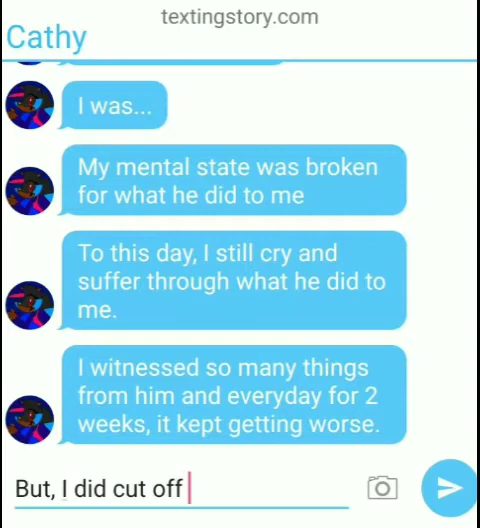 textingstory.com
Cathy
I was...
My mental state was broken
for what he did to me
To this day, I still cry and
suffer through what he did to
me.
I witnessed so many things
from him and everyday for 2
weeks, it kept getting worse.
But, I did cut off